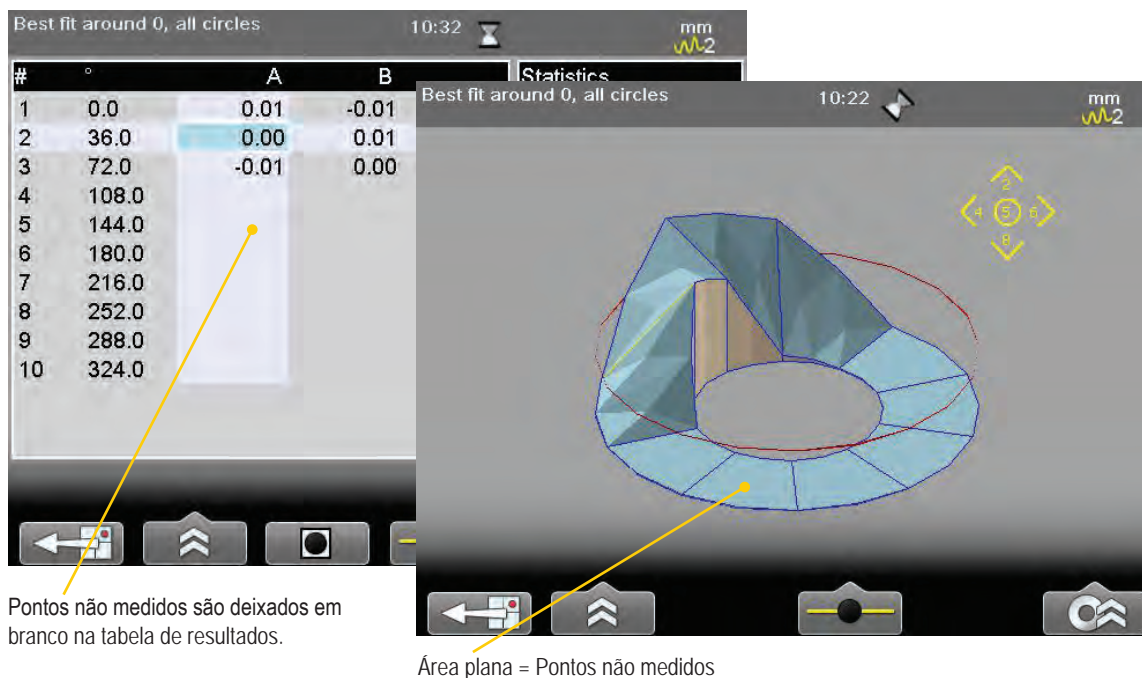 Best fit around 0, all circles 10:32 mm
2
# ° A B Statistics
1 0.0 0.01 -0.01
2 36.0 0.00 0.01
3 72.0 -0.01 0.00
4 108.0
5 144.0
6 180.0
7 216.0
8 252.0
9 288.0
10 324.0
Best fit around 0, all circles 10:22 mm
2
2
4 5 6
8
Pontos não medidos são deixados em
branco na tabela de resultados.
Área plana = Pontos não medidos